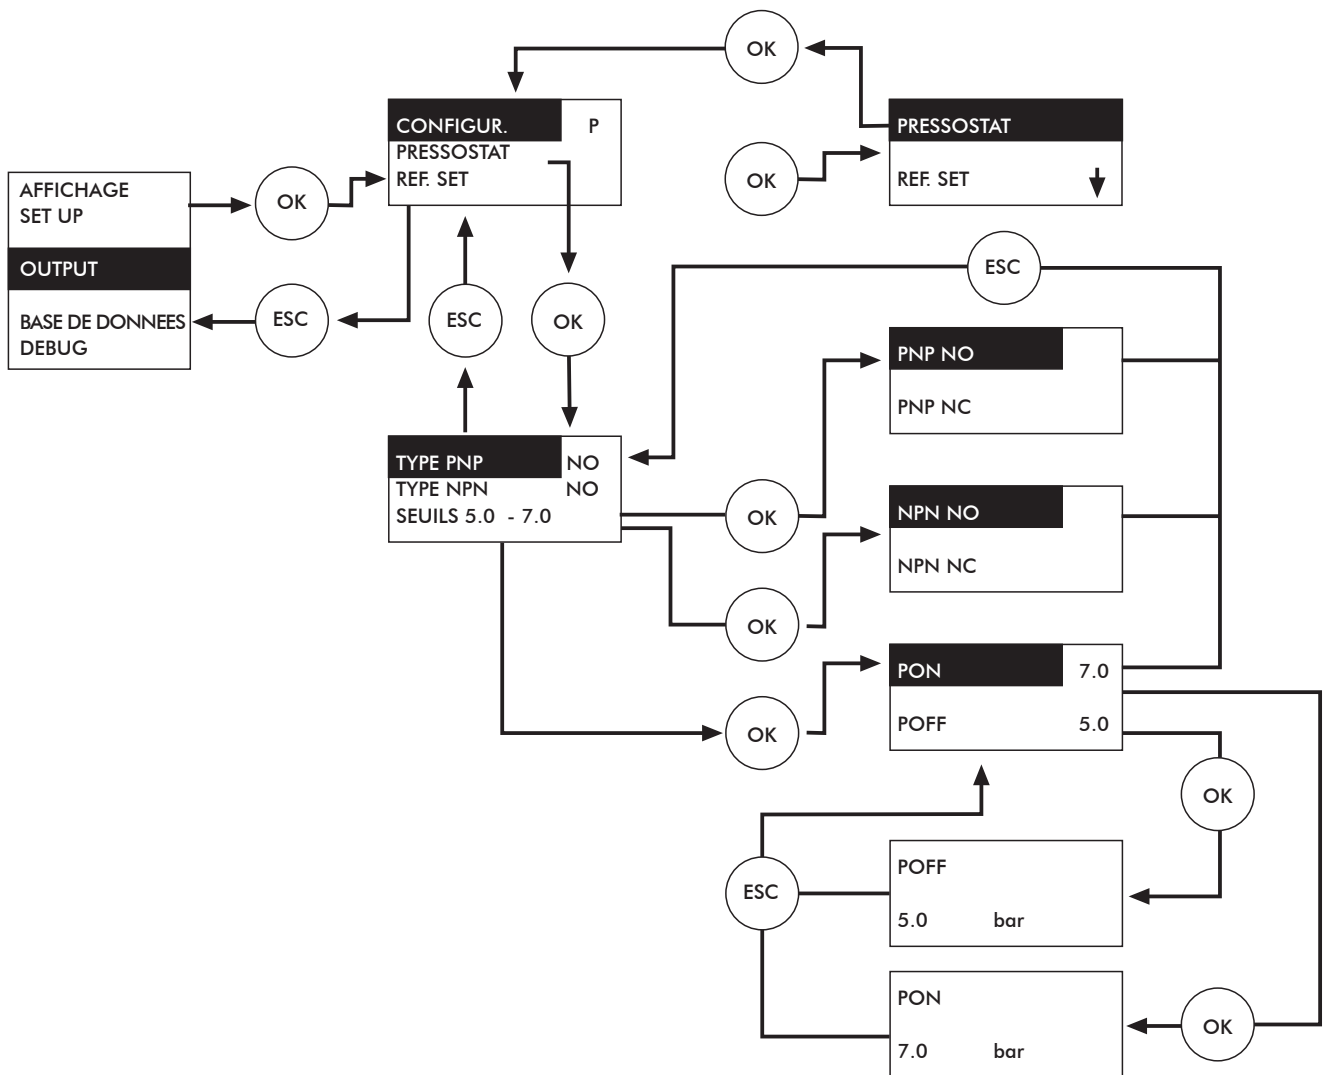 OK
CONFIGUR. P
PRESSOSTAT
REF. SET
PRESSOSTAT
REF. SET
OK
AFFICHAGE
SET UP
OUTPUT
BASE DE DONNEES
DEBUG
OK
ESC
ESC
OK
ESC
PNP NO
PNP NC
TYPE PNP NO
TYPE NPN NO
SEUILS 5.0 - 7.0
OK
NPN NO
NPN NC
OK
PON 7.0
POFF 5.0
OK
OK
POFF
5.0 bar
ESC
PON
7.0 bar
OK